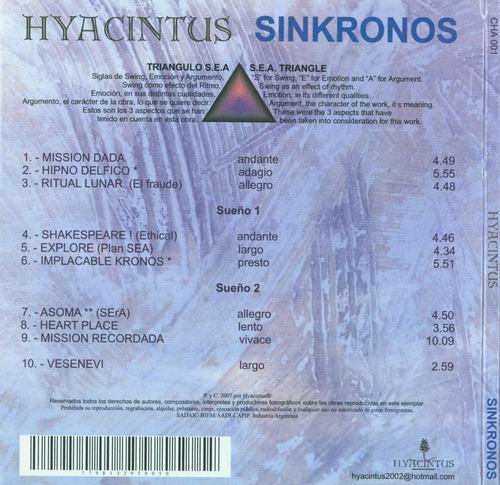 HYACINTUS SINKRONOS
TRIANGULO S.E.A
Siglas de Swing, Emoción y Argumento.
Swing como efecto del Ritmo,
Emoción, en sus distintas cualidades,
Argumento, el carácter de la obra, lo que se quiere decir.
Estos son los 3 aspectos que se han
tenido en cuenta en esta obra.
S.E.A. TRIANGLE
"S" for Swing, "E" for Emotion and "A" for Argument.
Swing as an effect of rhythm.
Emotion, in its different qualities.
Argument, the character of the work, it,s meaning.
These were the 3 aspects that have
been taken into consideration for this work.
1. - MISSION DADA andante 4.49
2. - HIPNO DELFICO * adagio 5.55
3. - RITUAL LUNAR (El fraude) allegro 4.48
Sueño 1
4. - SHAKESPEARE ! (Ethical) andante 4.46
5. - EXPLORE (Plan SEA) largo 4.34
6. - IMPLACABLE KRONOS * presto 5.51
Sueño 2
7. - ASOMA ** (SErA) allegro 4.50
8. - HEART PLACE lento 3.56
9. - MISSION RECORDADA vivace 10.09
10. - VESENEVI largo 2.59
P. y C. 2007 por Hyacintus®
Reservados todos los derechos de autores, compositores, intérpretes y productores fonográficos sobre las obras reproducidas en este ejemplar.
Prohibida su reproducción, regrabación, alquiler, préstamo, canje, ejecución pública, radiodifusión y cualquier uso no autorizado de estos fonogramas.
SADAIC-BIEM/AADI-CAPIF. Industria Argentina
HYACINTUS
hyacintus2002@hotmail.com
CHA 001
HYACINTUS
SINKRONOS